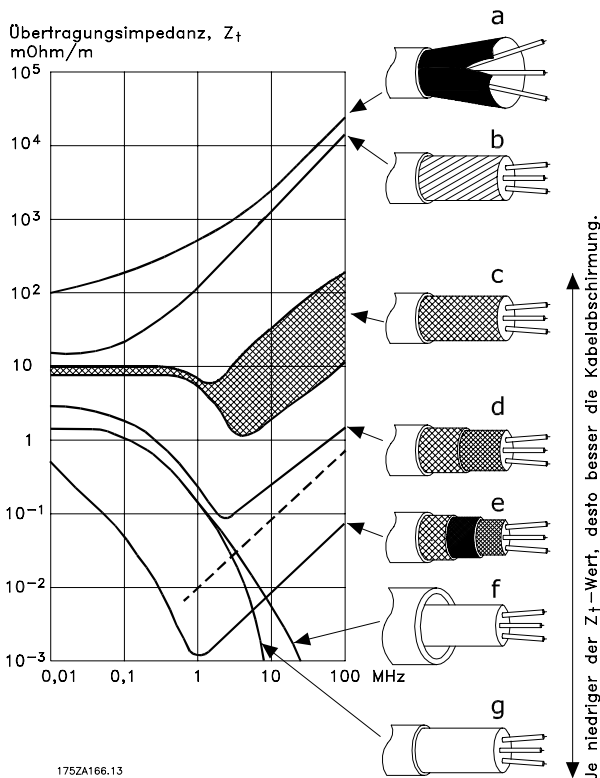 Übertragungsimpedanz, Zt
mOhm/m
10⁵
10⁴
10³
10²
10
1
10⁻¹
10⁻²
10⁻³
0,01 0,1 1 10 100 MHz
a
b
c
d
e
f
g
Je niedriger der Zt-Wert, desto besser die Kabelabschirmung.
175ZA166.13